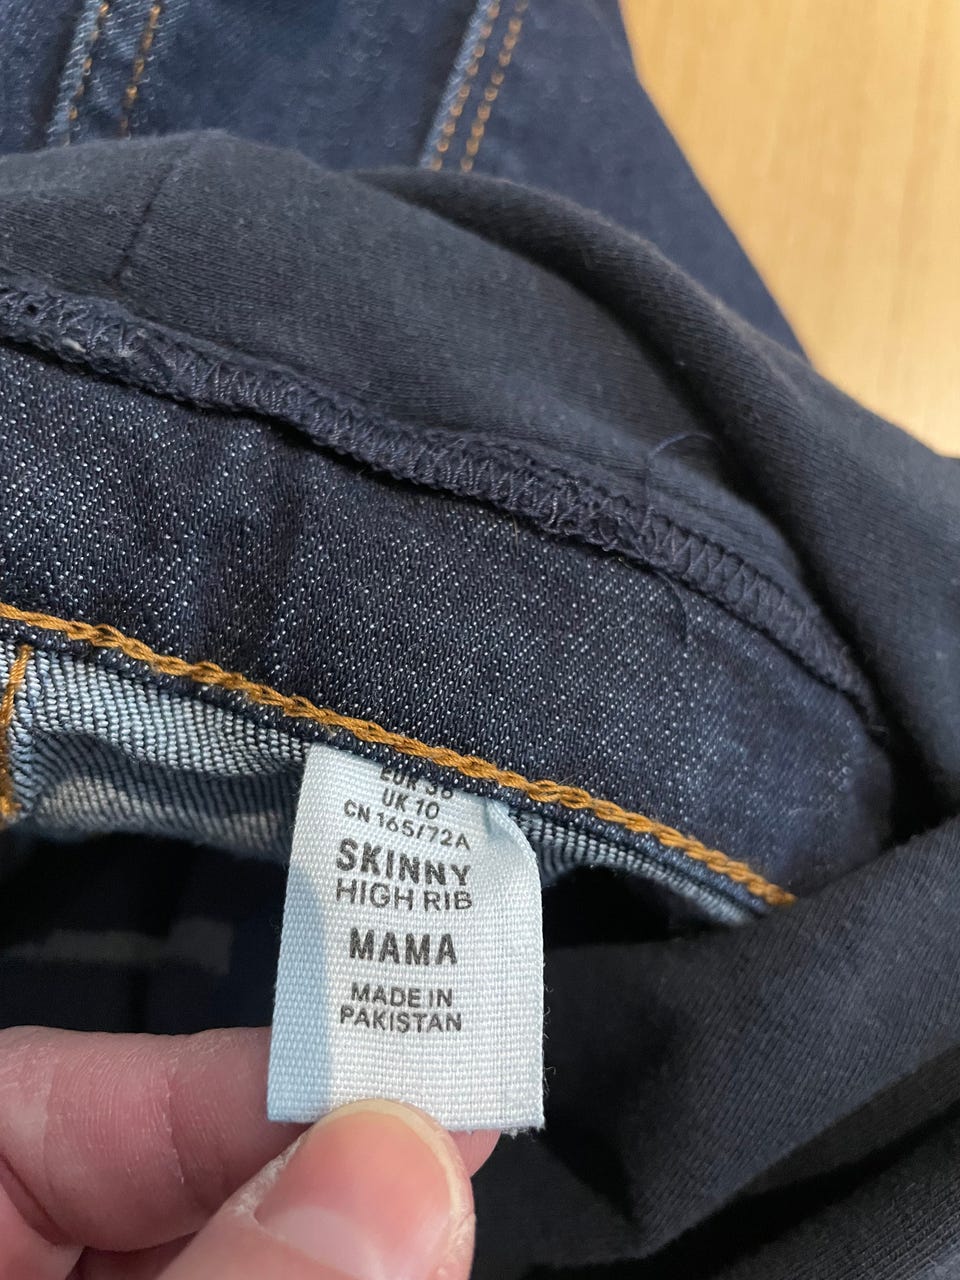 EUR 38
UK 10
CN 165/72A
SKINNY
HIGH RIB
MAMA
MADE IN
PAKISTAN